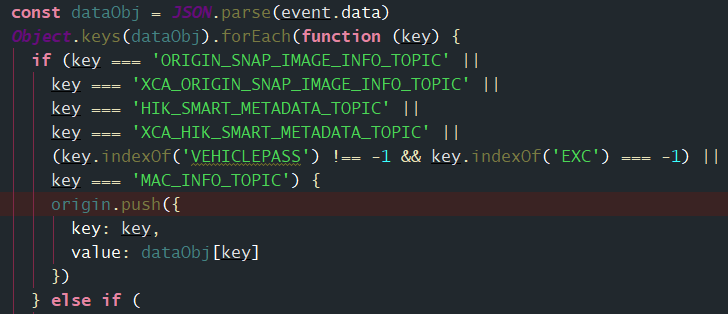 const dataObj = JSON.parse(event.data)
Object.keys(dataObj).forEach(function (key) {
if (key === 'ORIGIN_SNAP_IMAGE_INFO_TOPIC' ||
key === 'XCA_ORIGIN_SNAP_IMAGE_INFO_TOPIC' ||
key === 'HIK_SMART_METADATA_TOPIC' ||
key === 'XCA_HIK_SMART_METADATA_TOPIC' ||
(key.indexOf('VEHICLEPASS') !== -1 && key.indexOf('EXC') === -1) ||
key === 'MAC_INFO_TOPIC') {
origin.push({
key: key,
value: dataObj[key]
})
} else if (